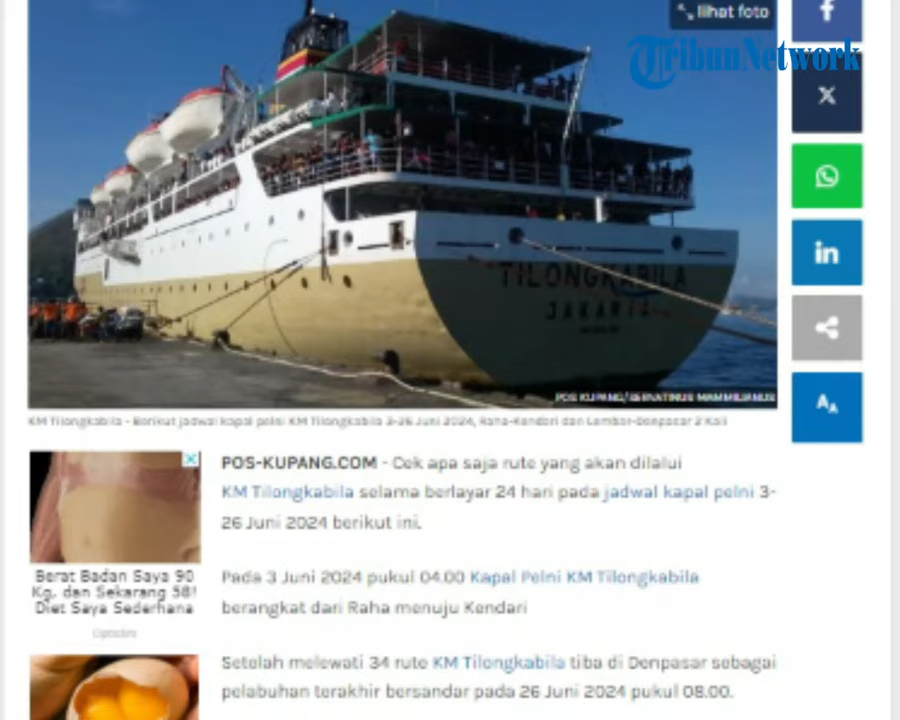 lihat foto
TribunNetwork
TILONGKABILA
JAKARTA
POS KUPANG/BERNATINUS MAMMILIANUS
KM Tilongkabila - Berikut jadwal kapal pelni KM Tilongkabila 3-26 Juni 2024, Raha-Kendari dan Lembar-Denpasar 2 Kali
POS-KUPANG.COM - Cek apa saja rute yang akan dilalui
KM Tilongkabila selama berlayar 24 hari pada jadwal kapal pelni 3-
26 Juni 2024 berikut ini.
Pada 3 Juni 2024 pukul 04.00 Kapal Pelni KM Tilongkabila
berangkat dari Raha menuju Kendari
Setelah melewati 34 rute KM Tilongkabila tiba di Denpasar sebagai
pelabuhan terakhir bersandar pada 26 Juni 2024 pukul 08.00.
Berat Badan Saya 90
Kg, dan Sekarang 58!
Diet Saya Sederhana